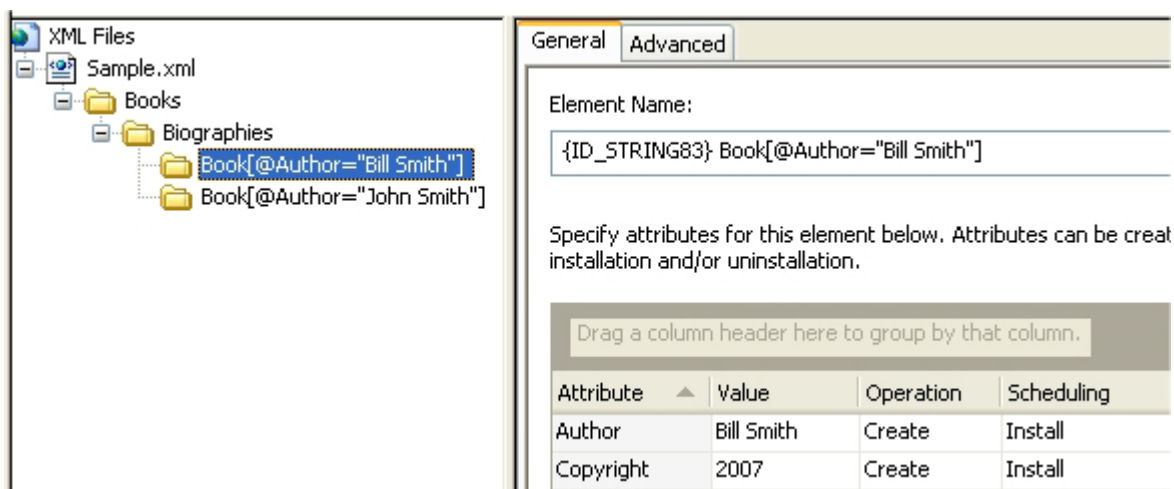 XML Files
Sample.xml
Books
Biographies
Book[@Author="Bill Smith"]
Book[@Author="John Smith"]
General Advanced
Element Name:
{ID_STRING83} Book[@Author="Bill Smith"]
Specify attributes for this element below. Attributes can be creat
installation and/or uninstallation.
Drag a column header here to group by that column.
Attribute Value Operation Scheduling
Author Bill Smith Create Install
Copyright 2007 Create Install